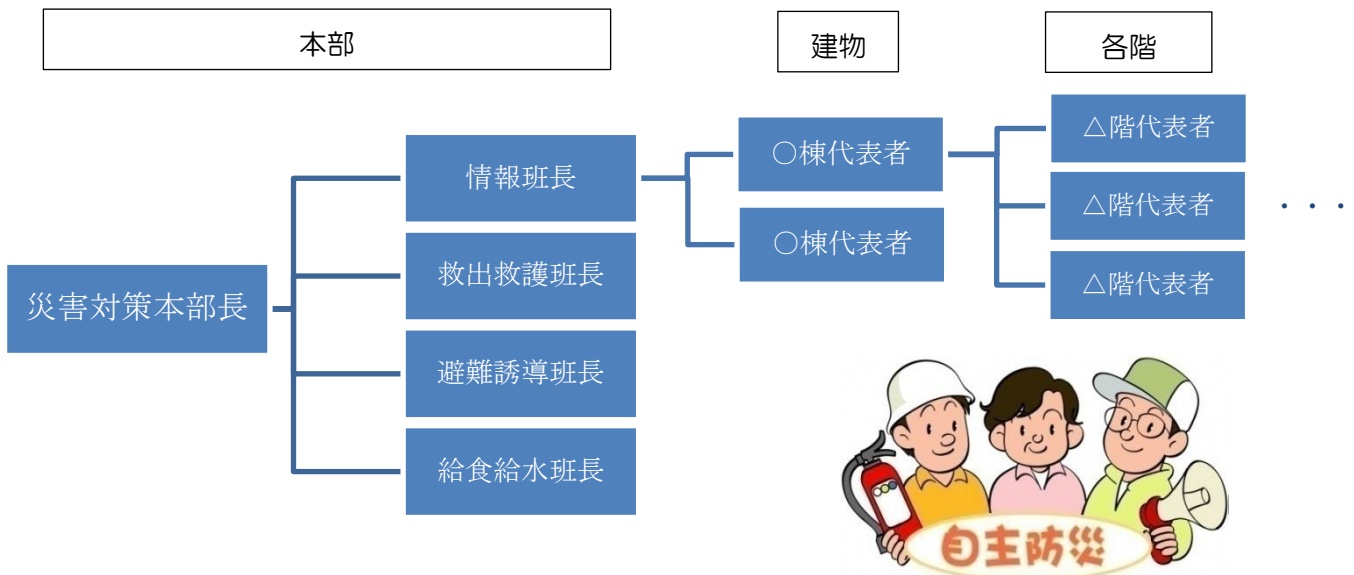 本部
建物
各階
災害対策本部長
情報班長
救出救護班長
避難誘導班長
給食給水班長
○棟代表者
○棟代表者
△階代表者
△階代表者
△階代表者
・・・
自主防災